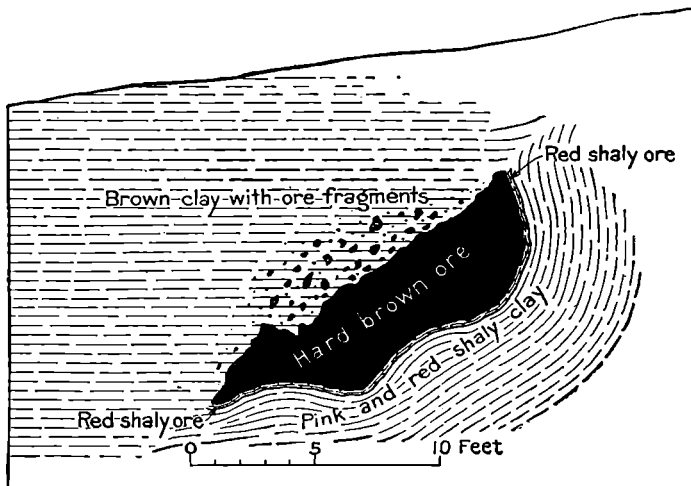 Red shaly ore
Brown clay with ore fragments
Hard brown ore
Pink and red shaly clay
Red shaly ore
0 5 10 Feet